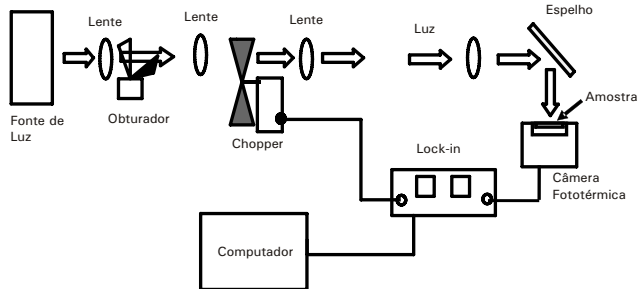 Lente
Lente
Lente
Luz
Espelho
Amostra
Fonte de
Luz
Obturador
Chopper
Lock-in
Câmera
Fototérmica
Computador